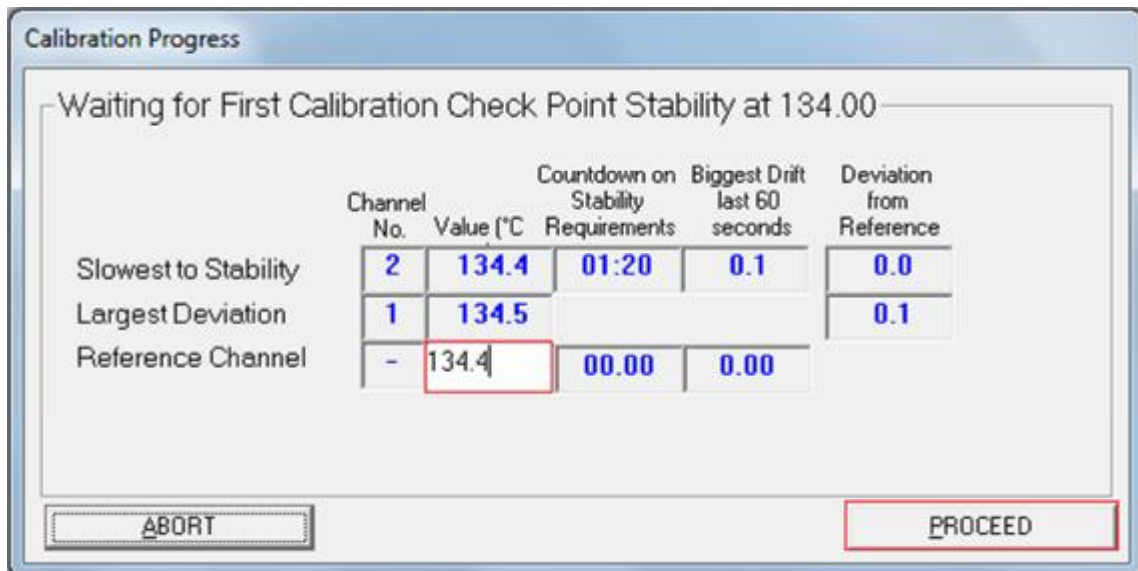 Calibration Progress
Waiting for First Calibration Check Point Stability at 134.00
Channel No. Value (°C Countdown on Stability Requirements Biggest Drift last 60 seconds Deviation from Reference
Slowest to Stability 2 134.4 01:20 0.1 0.0
Largest Deviation 1 134.5 0.1
Reference Channel - 134.4 00.00 0.00
ABORT PROCEED